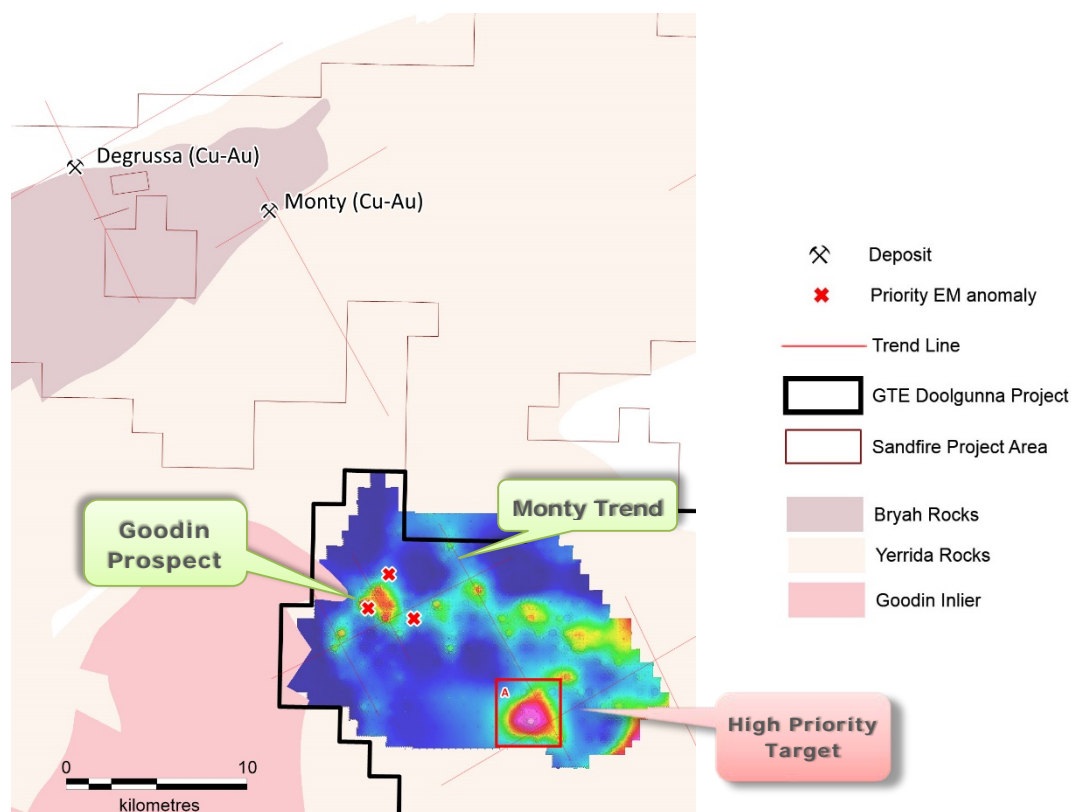 Degrussa (Cu-Au)
Monty (Cu-Au)
Deposit
Priority EM anomaly
Trend Line
GTE Doolgunna Project
Sandfire Project Area
Bryah Rocks
Yerrida Rocks
Goodin Inlier
Monty Trend
Goodin
Prospect
A
High Priority
Target
0 10
kilometres